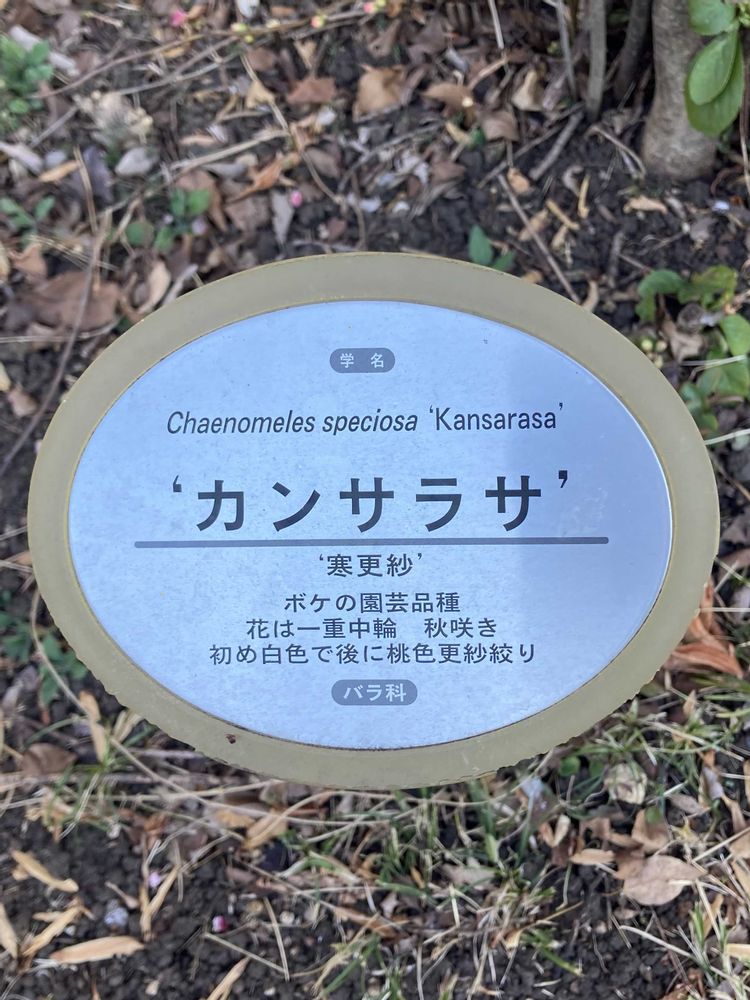 学名
Chaenomeles speciosa ‘Kansarasa’
‘カンサラサ’
‘寒更紗’
ボケの園芸品種
花は一重中輪　秋咲き
初め白色で後に桃色更紗絞り
バラ科